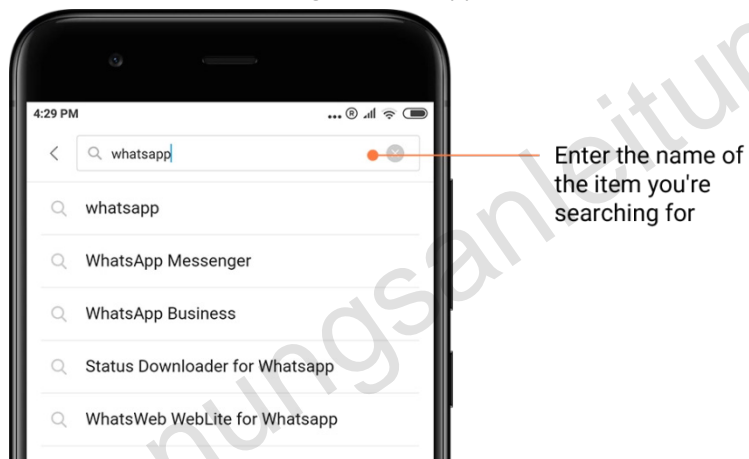 4:29 PM
whatsapp
Enter the name of
the item you're
searching for
whatsapp
WhatsApp Messenger
WhatsApp Business
Status Downloader for Whatsapp
WhatsWeb WebLite for Whatsapp